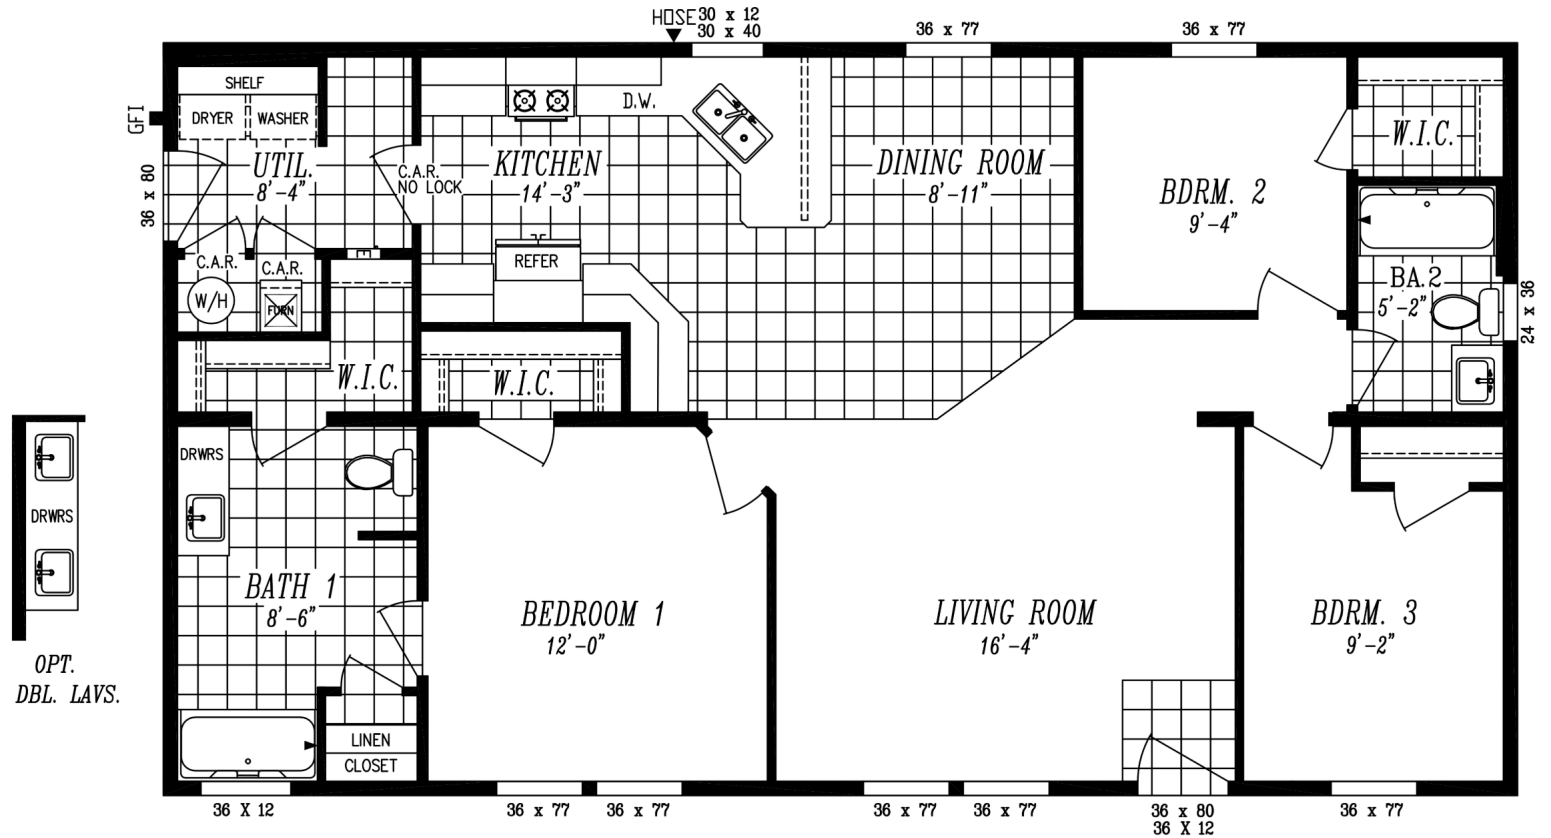 HOSE
30 x 12
30 x 40
36 x 77
36 x 77
SHELF
DRYER
WASHER
GFI
UTIL.
8'-4"
36 x 80
C.A.R.
NO LOCK
KITCHEN
14'-3"
D.W.
DINING ROOM
8'-11"
BDRM. 2
9'-4"
W.I.C.
C.A.R.
C.A.R.
W/H
FURN
REFER
BA.2
5'-2"
24 x 36
W.I.C.
W.I.C.
DRWRS
DRWRS
OPT.
DBL. LAVS.
BATH 1
8'-6"
BEDROOM 1
12'-0"
LIVING ROOM
16'-4"
BDRM. 3
9'-2"
LINEN
CLOSET
36 X 12
36 x 77
36 x 77
36 x 77
36 x 77
36 x 80
36 X 12
36 x 77